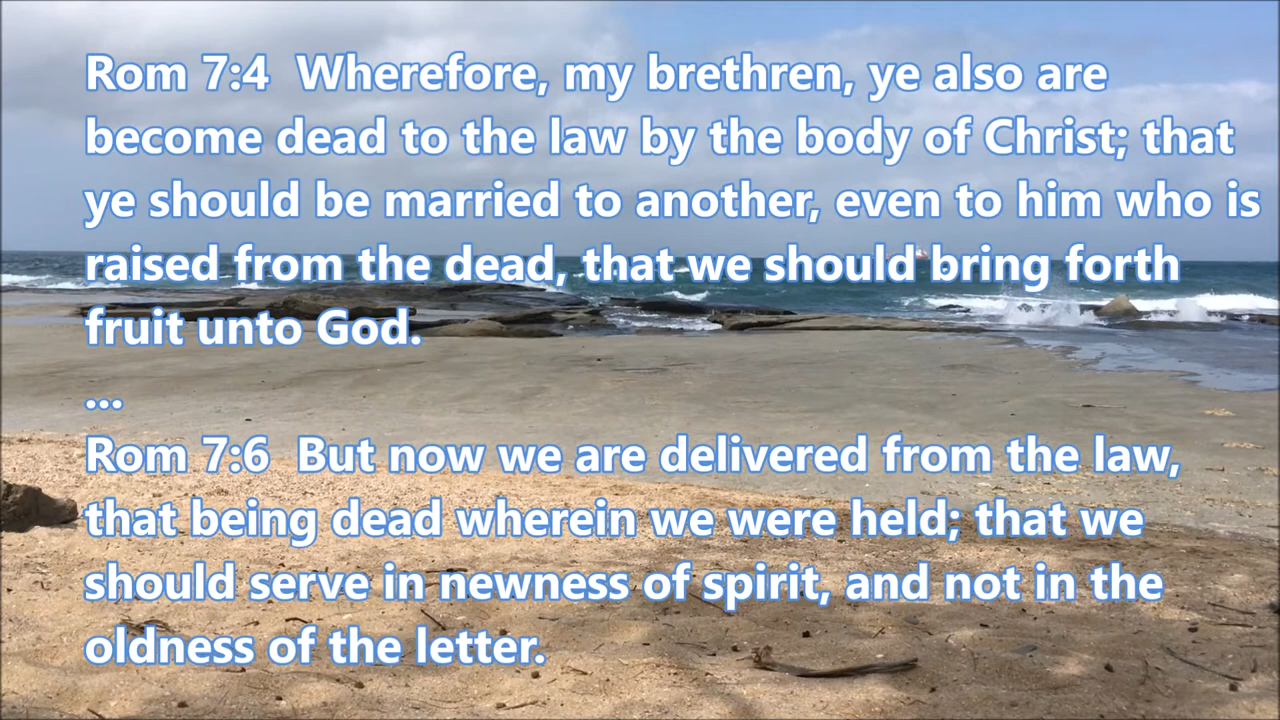 Rom 7:4  Wherefore, my brethren, ye also are
become dead to the law by the body of Christ; that
ye should be married to another, even to him who is
raised from the dead, that we should bring forth
fruit unto God.
...
Rom 7:6  But now we are delivered from the law,
that being dead wherein we were held; that we
should serve in newness of spirit, and not in the
oldness of the letter.